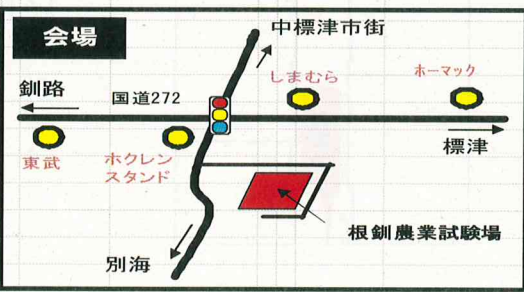 会場
中標津市街
しまむら
ホーマック
釧路
国道272
標津
東武
ホクレン
スタンド
根釧農業試験場
別海